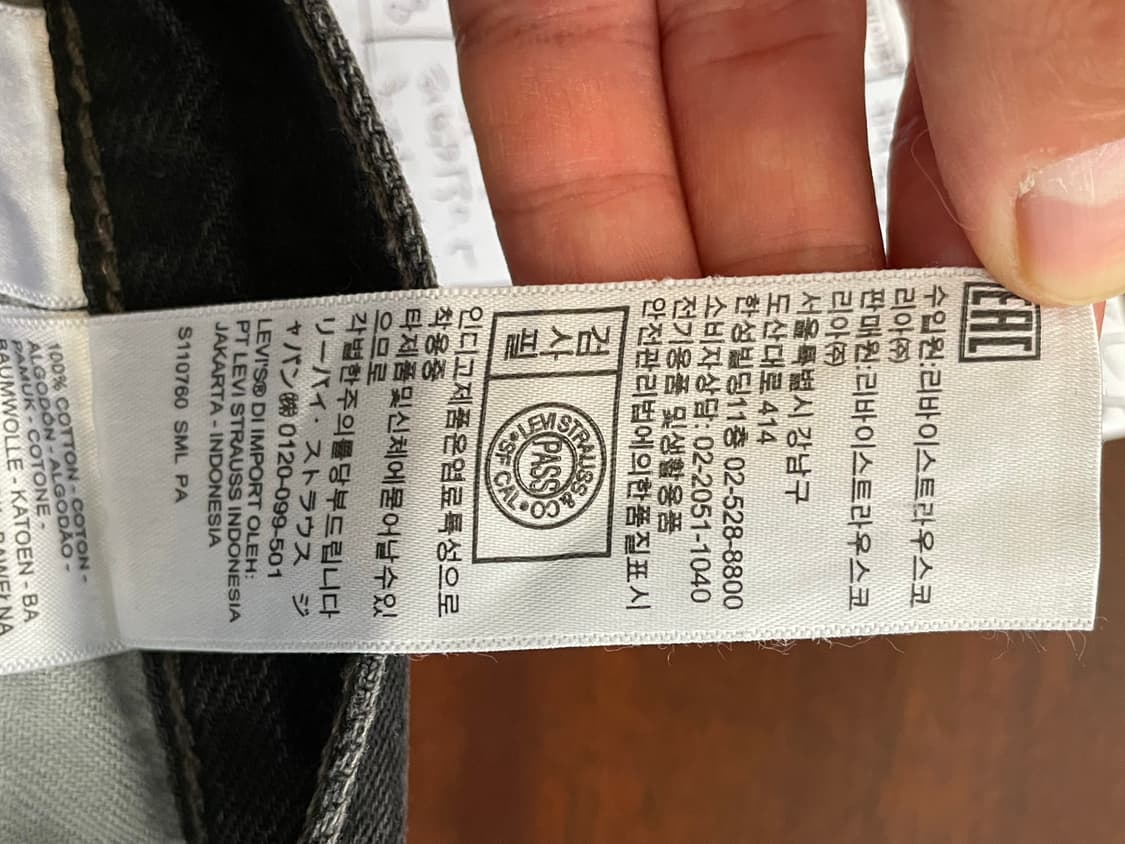 EAC
수입원:리바이스트라우스코
리아㈜
판매원:리바이스트라우스코
리아㈜
서울특별시 강남구
도산대로 414
한성빌딩11층 02-528-8800
소비자상담: 02-2051-1040
전기용품 및생활용품
안전관리법에의한품질표시
검사필
LEVI STRAUSS & CO
SF CAL
PASS
인디고제품은염료특성으로
착용중
타제품및신체에묻어날수있
으므로
각별한주의를당부드립니다
リーバイ・ストラウス ジ
ャパン㈱ 0120-099-501
LEVI'S® DI IMPORT OLEH:
PT LEVI STRAUSS INDONESIA
JAKARTA - INDONESIA
S110760 SML PA
100% COTTON - COTTON -
ALGODÓN - ALGODÃO -
PAMUK - COTONE -
BAUMWOLLE - KATOEN - BA